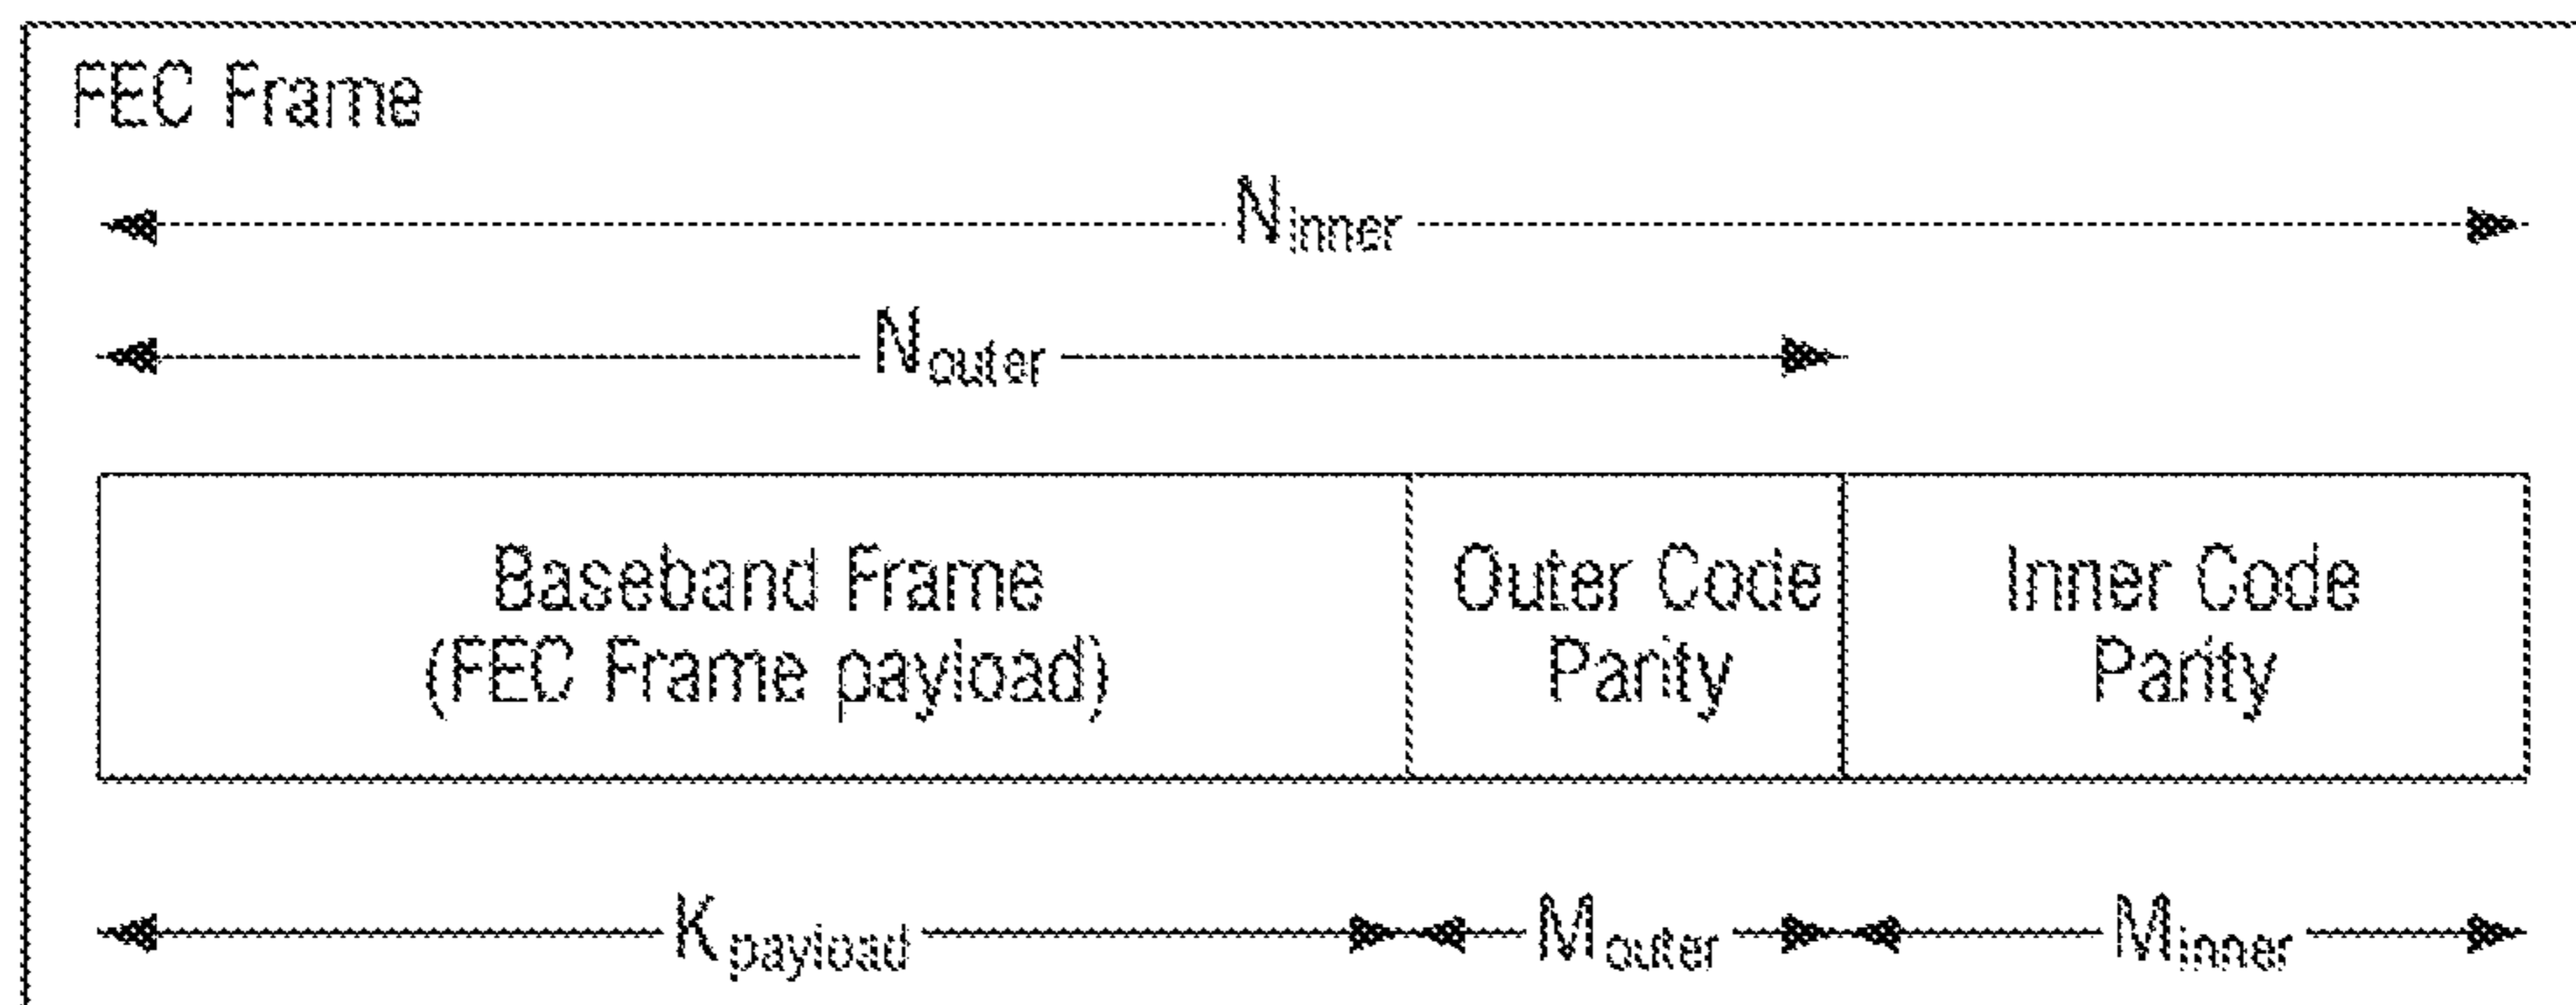 FEC Frame
Ninner
Nouter
Baseband Frame
(FEC Frame payload)
Outer Code
Parity
Inner Code
Parity
Kpayload
Mouter
Minner